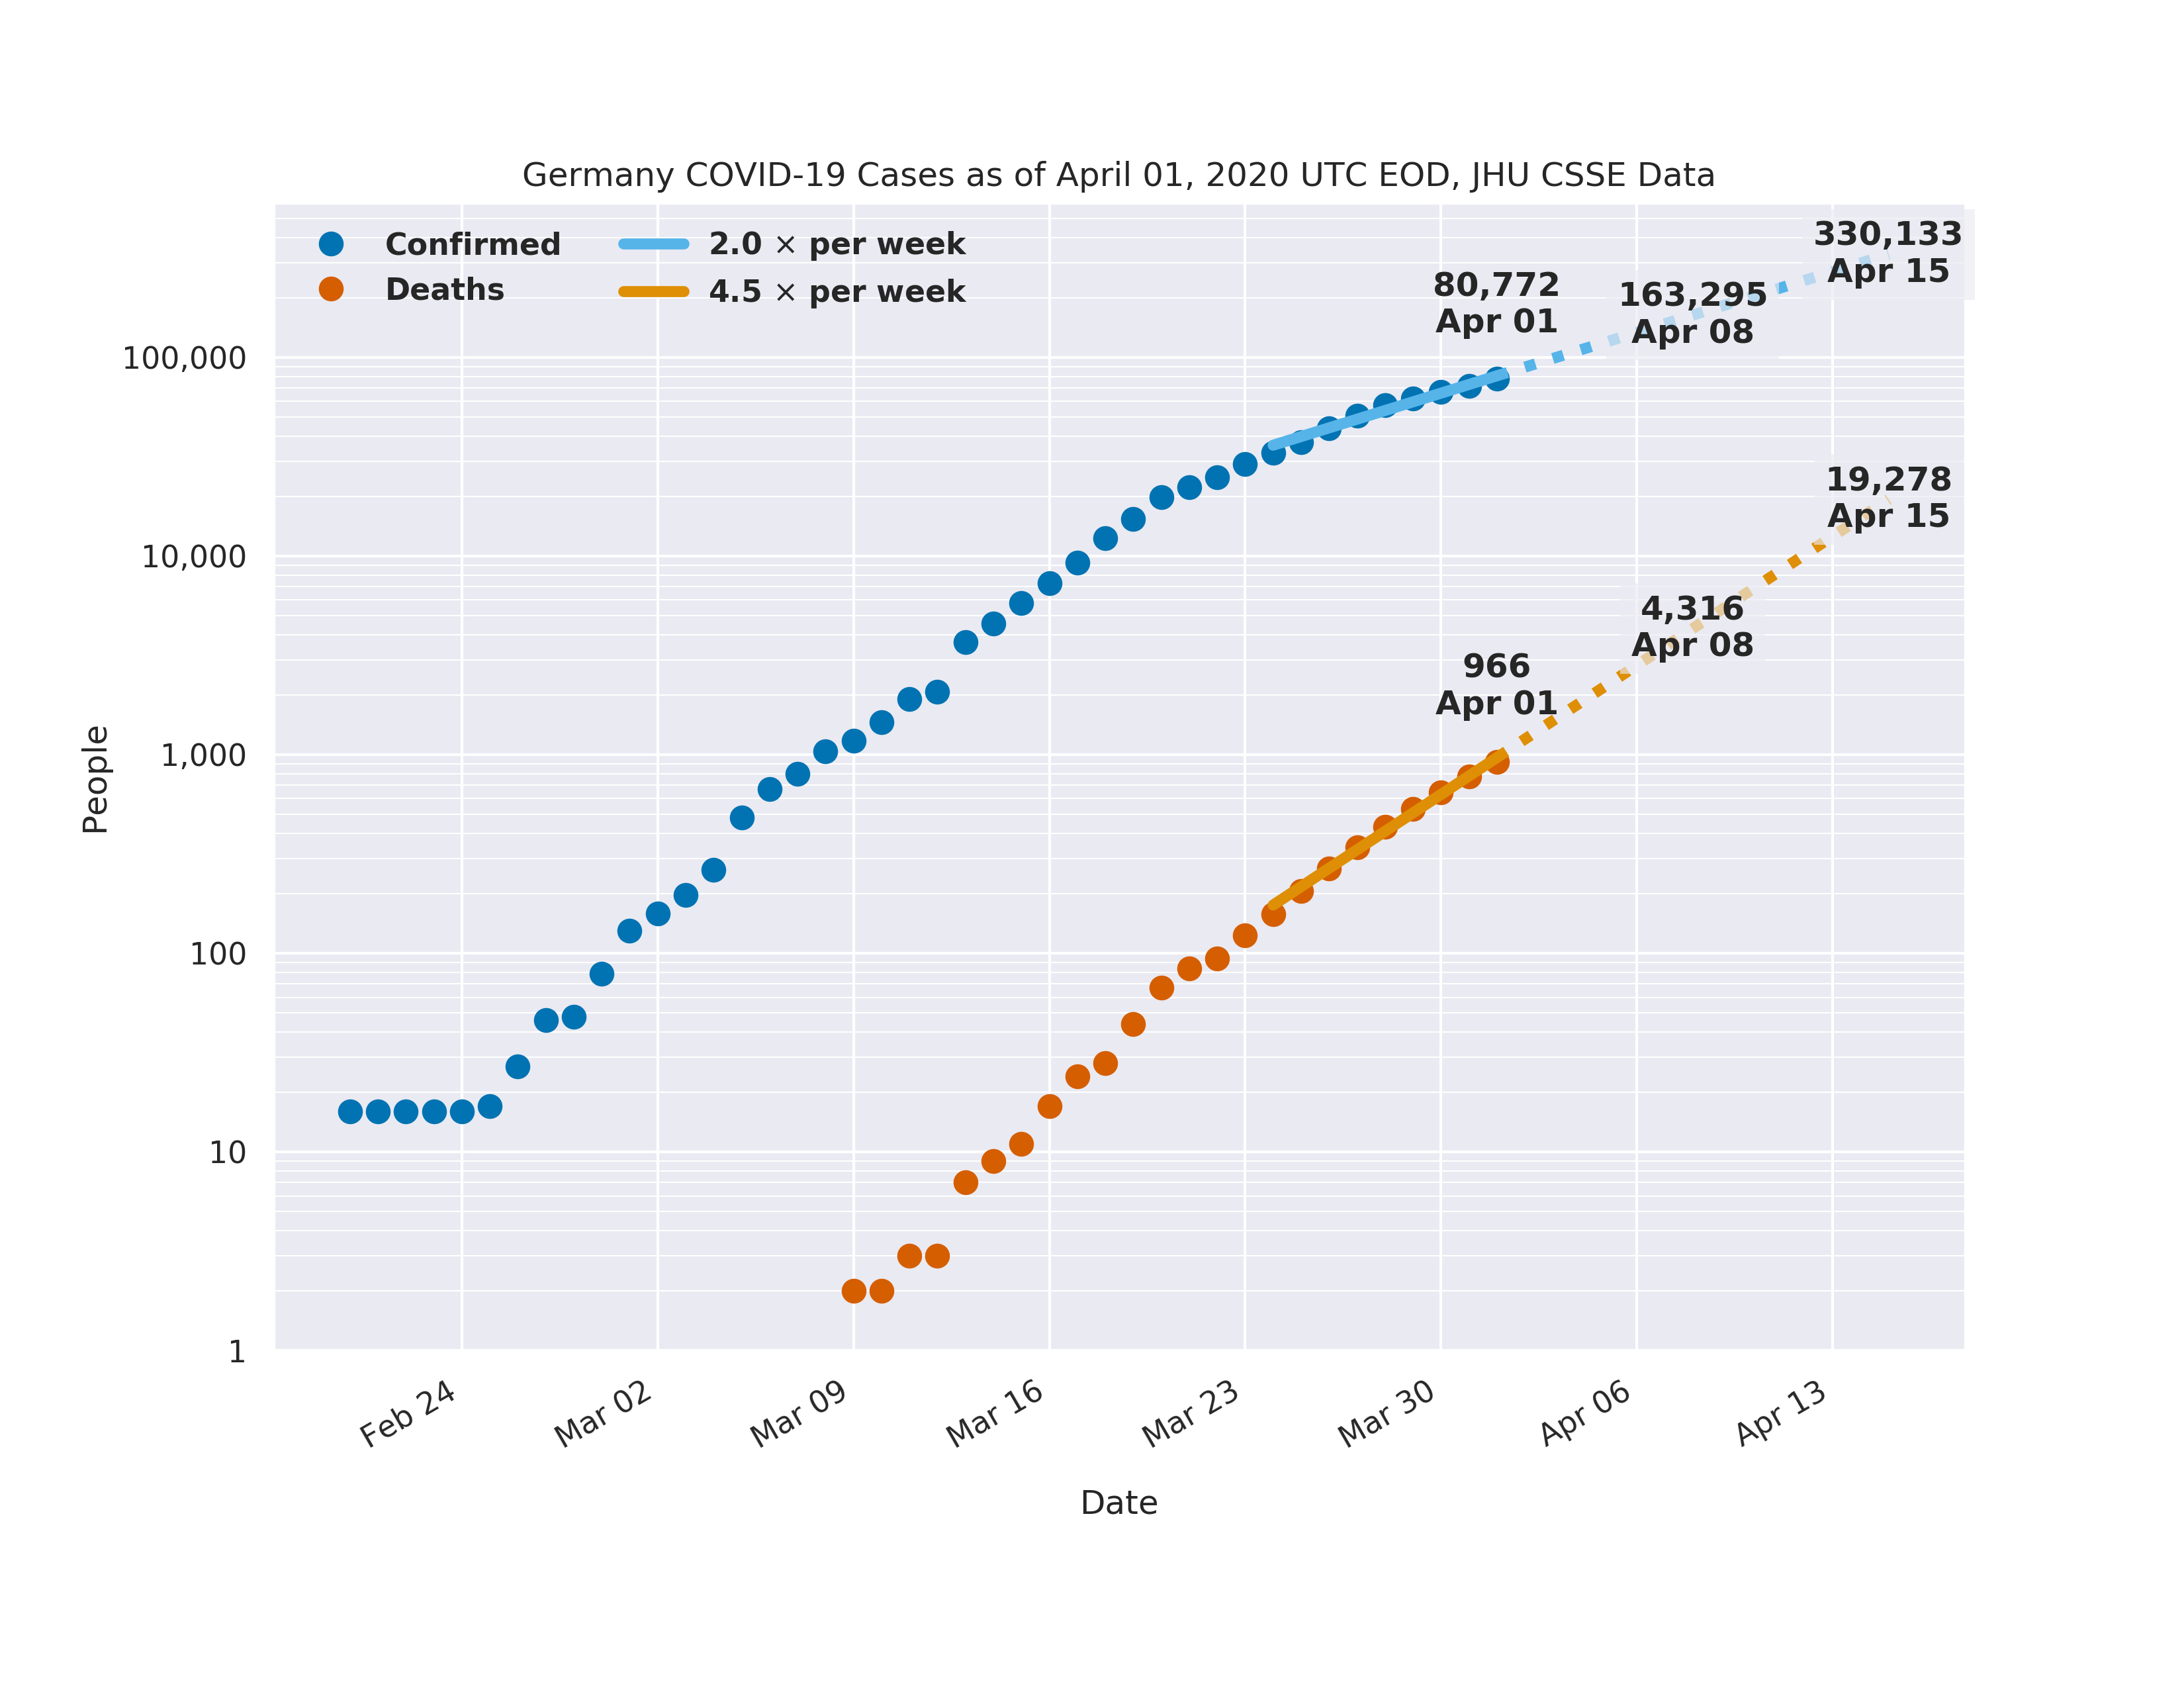 Germany COVID-19 Cases as of April 01, 2020 UTC EOD, JHU CSSE Data
Confirmed
Deaths
2.0 × per week
4.5 × per week
330,133
Apr 15
80,772
Apr 01
163,295
Apr 08
19,278
Apr 15
4,316
Apr 08
966
Apr 01
100,000
10,000
1,000
100
10
1
People
Feb 24
Mar 02
Mar 09
Mar 16
Mar 23
Mar 30
Apr 06
Apr 13
Date